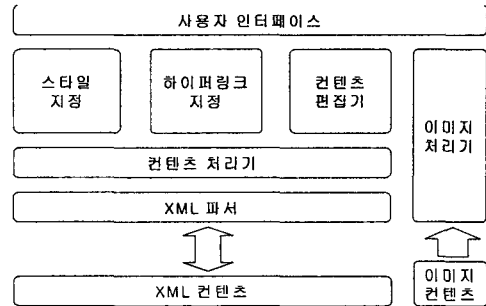 사용자 인터페이스
스타일
지정
하이퍼링크
지정
컨텐츠
편집기
이미지
처리기
컨텐츠 처리기
XML 파서
XML 컨텐츠
이미지
컨텐츠